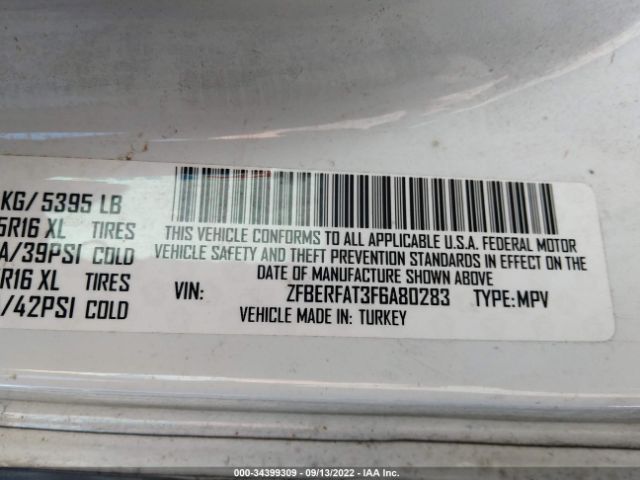 KG/ 5395 LB
5R16 XL TIRES
A/39PSI COLD
R16 XL TIRES
/42PSI COLD
THIS VEHICLE CONFORMS TO ALL APPLICABLE U.S.A. FEDERAL MOTOR
VEHICLE SAFETY AND THEFT PREVENTION STANDARDS IN EFFECT ON THE
DATE OF MANUFACTURE SHOWN ABOVE
VIN: ZFBERFAT3F6A80283 TYPE:MPV
VEHICLE MADE IN: TURKEY
000-34399309 - 09/13/2022 - IAA Inc.